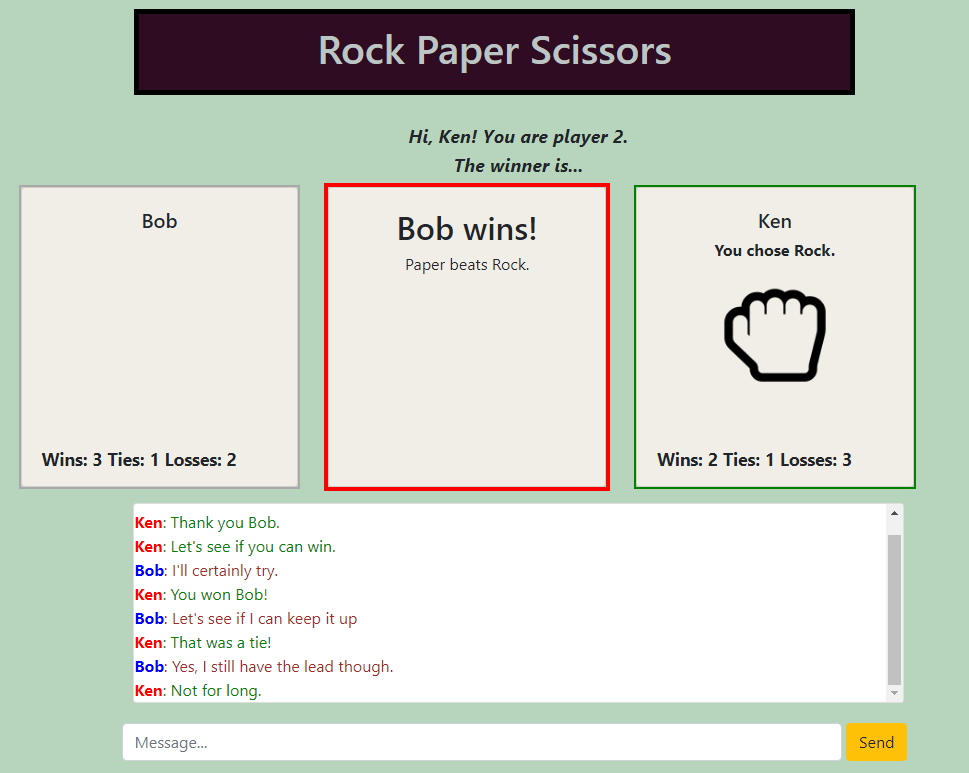 Rock Paper Scissors
Hi, Ken! You are player 2.
The winner is...
Bob
Wins: 3 Ties: 1 Losses: 2
Bob wins!
Paper beats Rock.
Ken
You chose Rock.
Wins: 2 Ties: 1 Losses: 3
Ken: Thank you Bob.
Ken: Let's see if you can win.
Bob: I'll certainly try.
Ken: You won Bob!
Bob: Let's see if I can keep it up
Ken: That was a tie!
Bob: Yes, I still have the lead though.
Ken: Not for long.
Message...
Send